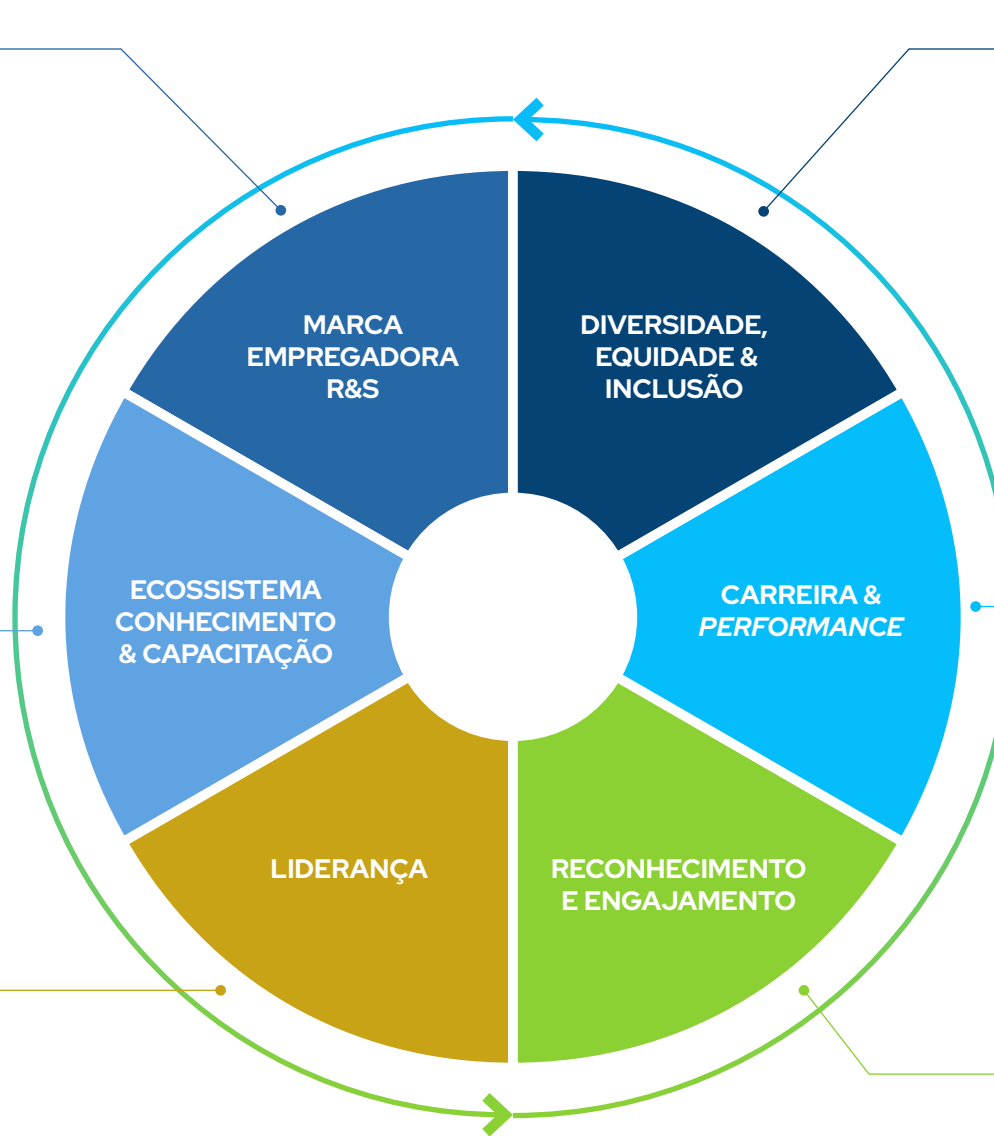 MARCA
EMPREGADORA
R&S
DIVERSIDADE,
EQUIDADE &
INCLUSÃO
ECOSSISTEMA
CONHECIMENTO
& CAPACITAÇÃO
CARREIRA &
PERFORMANCE
LIDERANÇA
RECONHECIMENTO
E ENGAJAMENTO